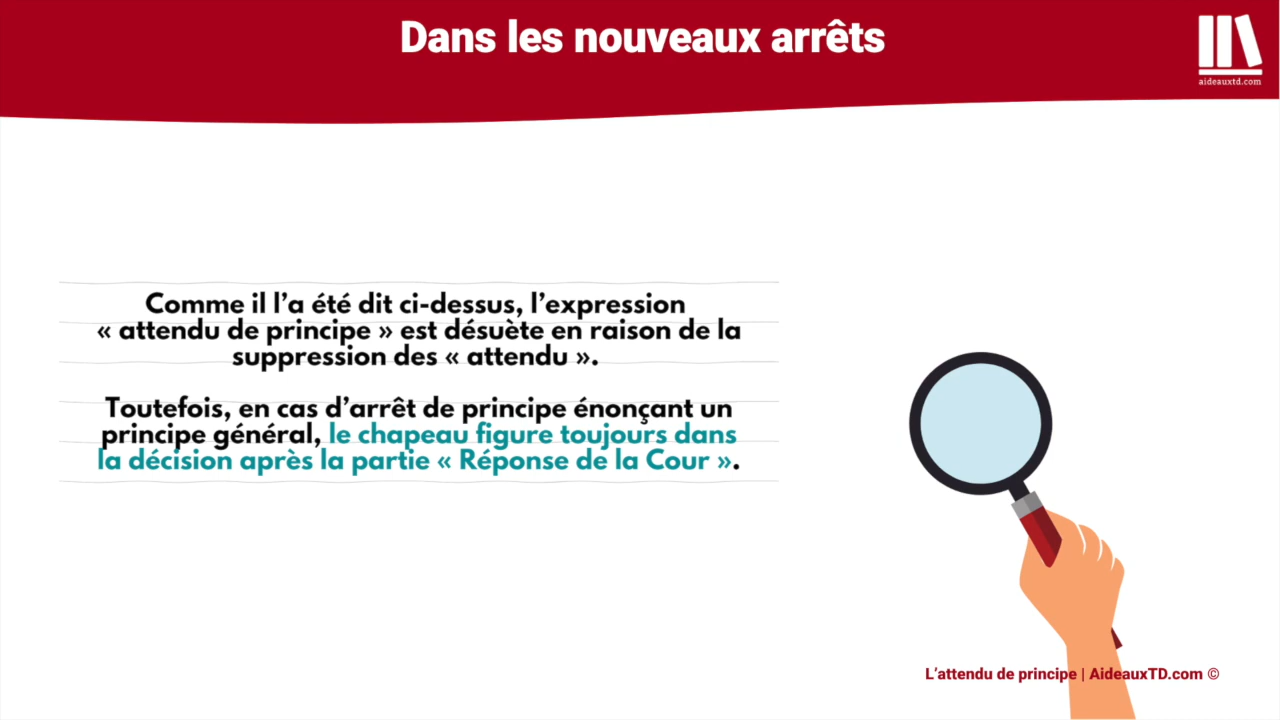 Dans les nouveaux arrêts
aideauxtd.com
Comme il l’a été dit ci-dessus, l’expression
« attendu de principe » est désuète en raison de la
suppression des « attendu ».
Toutefois, en cas d’arrêt de principe énonçant un
principe général, le chapeau figure toujours dans
la décision après la partie « Réponse de la Cour ».
L’attendu de principe | AideauxTD.com ©